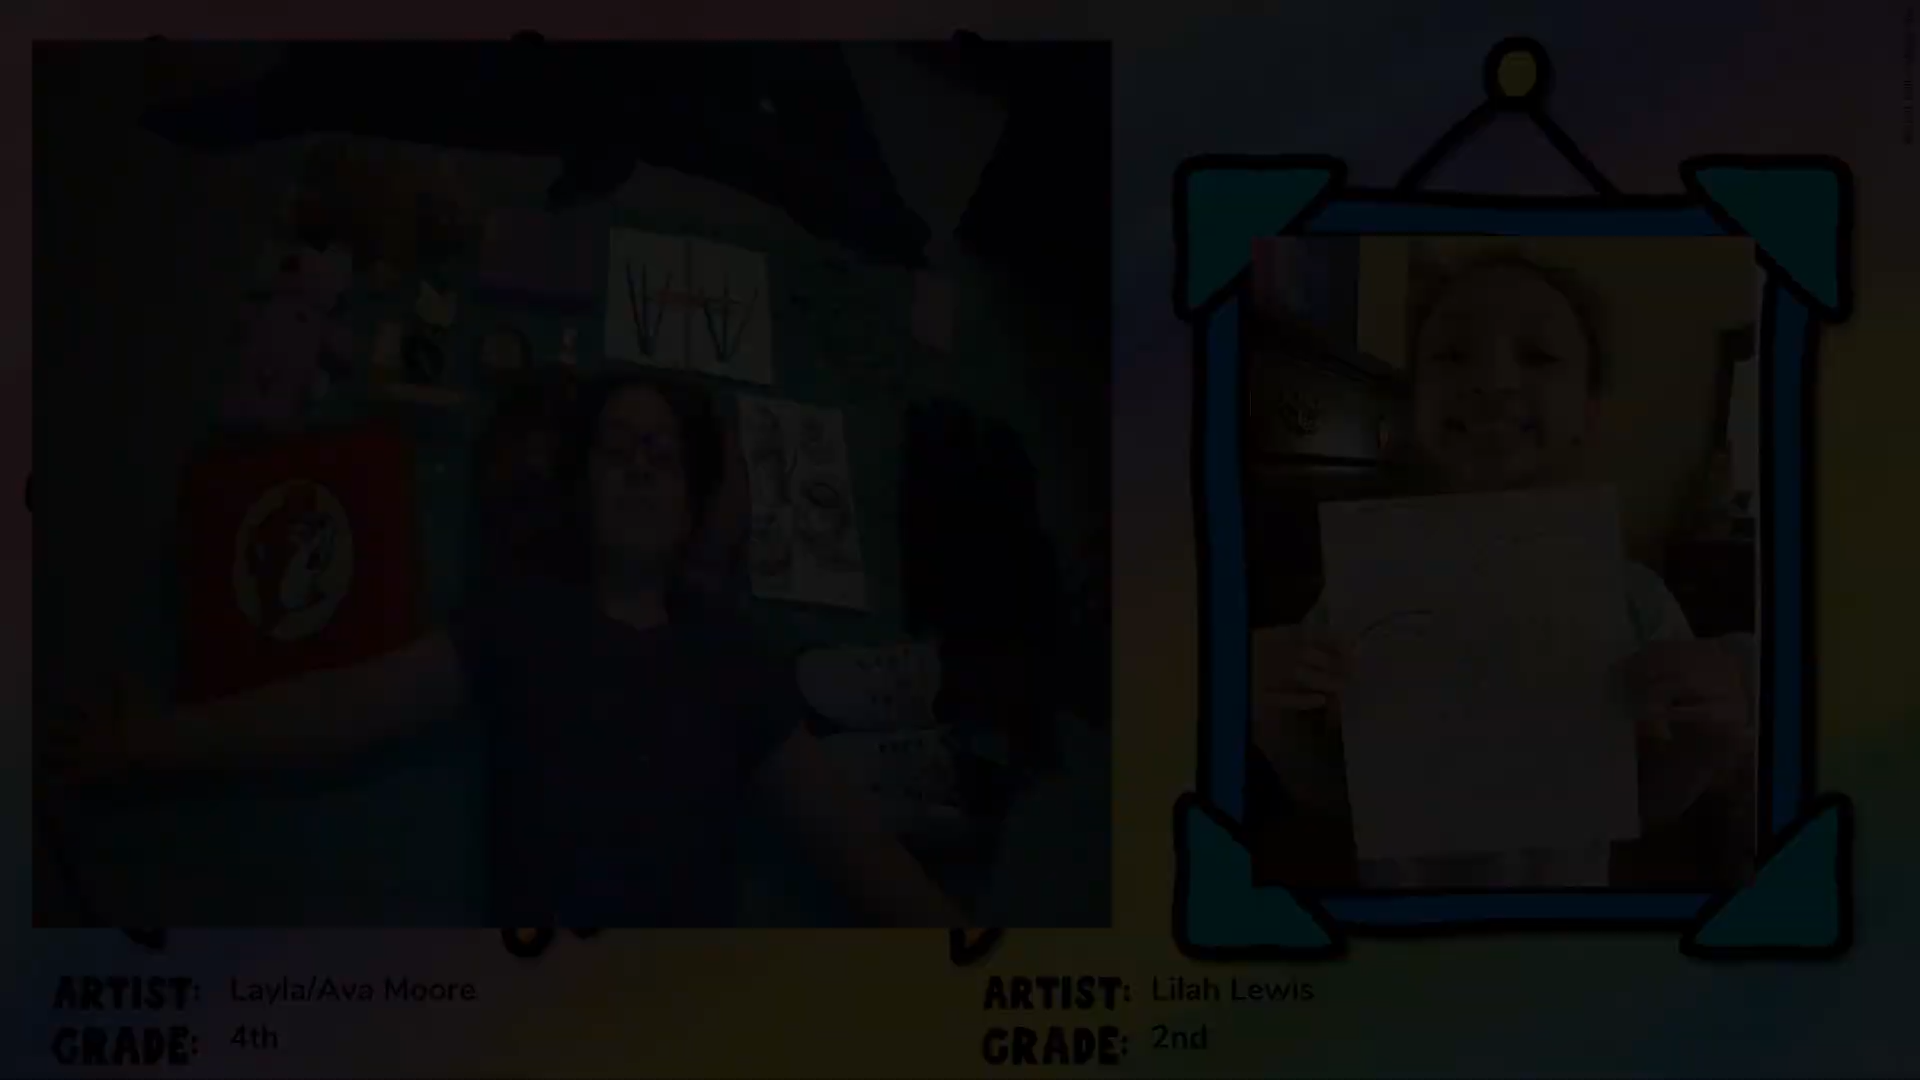 ARTIST: Layla/Ava Moore
GRADE: 4th
ARTIST: Lilah Lewis
GRADE: 2nd